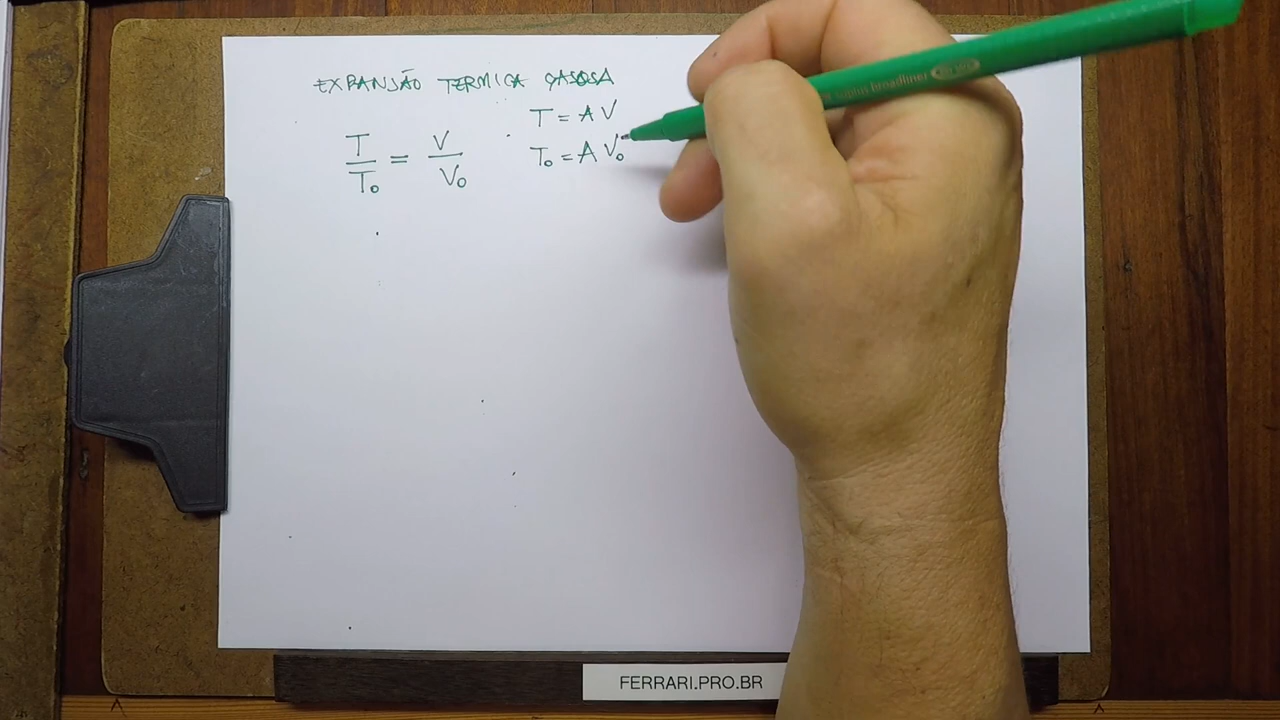 EXPANSÃO TERMICA GASOSA
T = A V
T₀ = A V₀
T/T₀ = V/V₀
FERRARI.PRO.BR